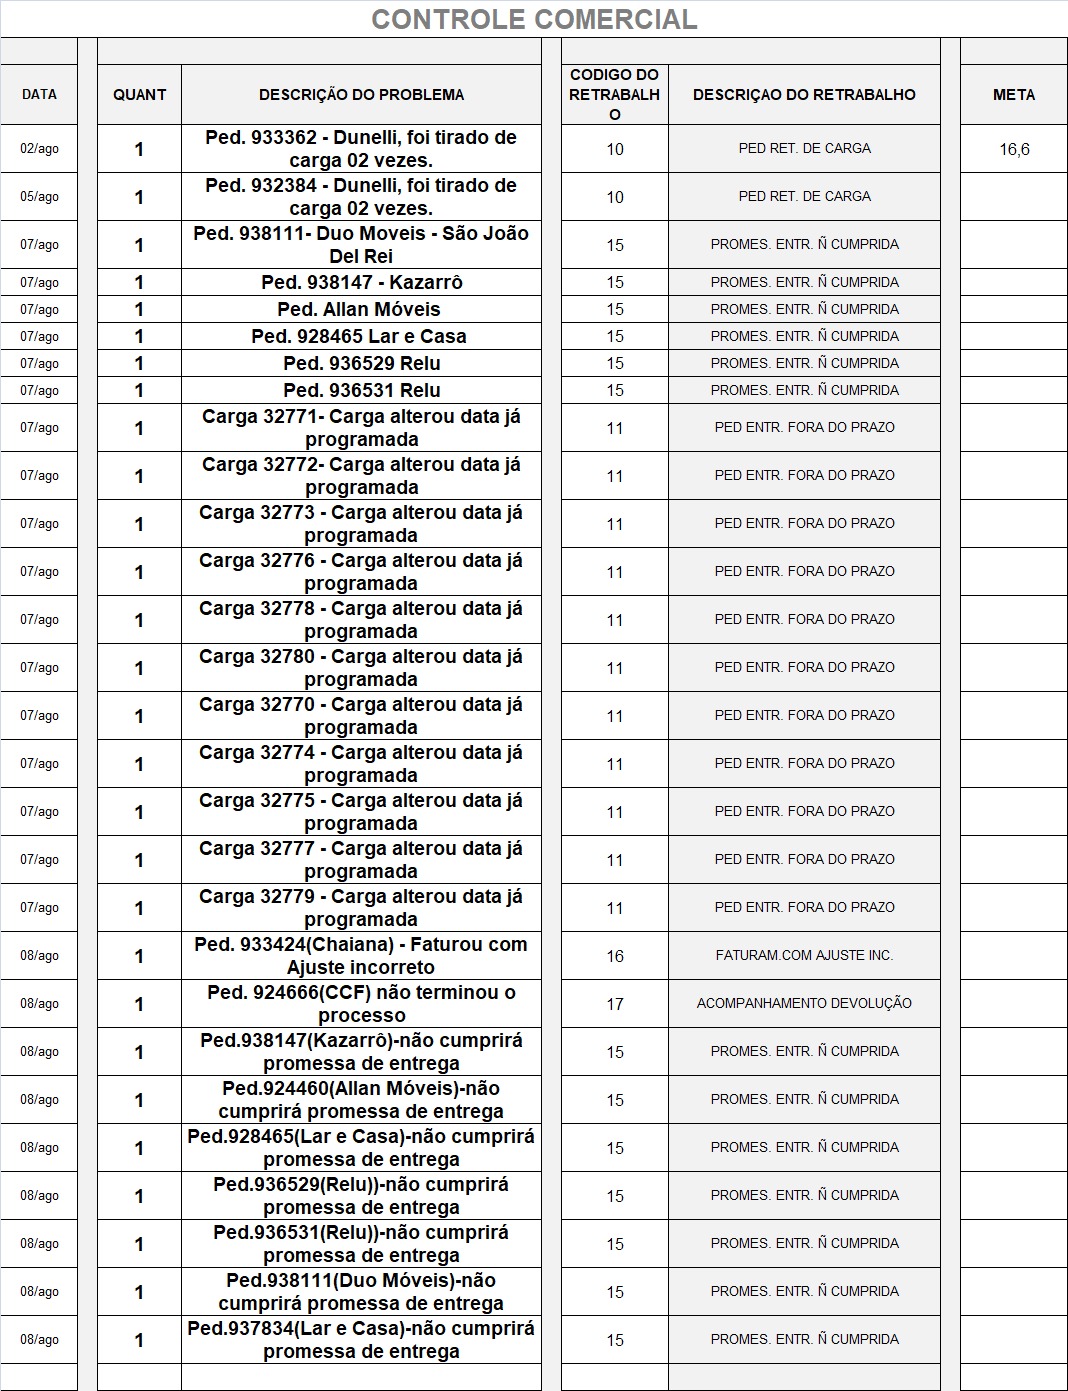 CONTROLE COMERCIAL
DATA QUANT DESCRIÇÃO DO PROBLEMA CODIGO DO RETRABALHO DESCRIÇAO DO RETRABALHO META
02/ago 1 Ped. 933362 - Dunelli, foi tirado de carga 02 vezes. 10 PED RET. DE CARGA 16,6
05/ago 1 Ped. 932384 - Dunelli, foi tirado de carga 02 vezes. 10 PED RET. DE CARGA
07/ago 1 Ped. 938111- Duo Moveis - São João Del Rei 15 PROMES. ENTR. Ñ CUMPRIDA
07/ago 1 Ped. 938147 - Kazarrô 15 PROMES. ENTR. Ñ CUMPRIDA
07/ago 1 Ped. Allan Móveis 15 PROMES. ENTR. Ñ CUMPRIDA
07/ago 1 Ped. 928465 Lar e Casa 15 PROMES. ENTR. Ñ CUMPRIDA
07/ago 1 Ped. 936529 Relu 15 PROMES. ENTR. Ñ CUMPRIDA
07/ago 1 Ped. 936531 Relu 15 PROMES. ENTR. Ñ CUMPRIDA
07/ago 1 Carga 32771- Carga alterou data já programada 11 PED ENTR. FORA DO PRAZO
07/ago 1 Carga 32772- Carga alterou data já programada 11 PED ENTR. FORA DO PRAZO
07/ago 1 Carga 32773 - Carga alterou data já programada 11 PED ENTR. FORA DO PRAZO
07/ago 1 Carga 32776 - Carga alterou data já programada 11 PED ENTR. FORA DO PRAZO
07/ago 1 Carga 32778 - Carga alterou data já programada 11 PED ENTR. FORA DO PRAZO
07/ago 1 Carga 32780 - Carga alterou data já programada 11 PED ENTR. FORA DO PRAZO
07/ago 1 Carga 32770 - Carga alterou data já programada 11 PED ENTR. FORA DO PRAZO
07/ago 1 Carga 32774 - Carga alterou data já programada 11 PED ENTR. FORA DO PRAZO
07/ago 1 Carga 32775 - Carga alterou data já programada 11 PED ENTR. FORA DO PRAZO
07/ago 1 Carga 32777 - Carga alterou data já programada 11 PED ENTR. FORA DO PRAZO
07/ago 1 Carga 32779 - Carga alterou data já programada 11 PED ENTR. FORA DO PRAZO
08/ago 1 Ped. 933424(Chaiana) - Faturou com Ajuste incorreto 16 FATURAM.COM AJUSTE INC.
08/ago 1 Ped. 924666(CCF) não terminou o processo 17 ACOMPANHAMENTO DEVOLUÇÃO
08/ago 1 Ped.938147(Kazarrô)-não cumprirá promessa de entrega 15 PROMES. ENTR. Ñ CUMPRIDA
08/ago 1 Ped.924460(Allan Móveis)-não cumprirá promessa de entrega 15 PROMES. ENTR. Ñ CUMPRIDA
08/ago 1 Ped.928465(Lar e Casa)-não cumprirá promessa de entrega 15 PROMES. ENTR. Ñ CUMPRIDA
08/ago 1 Ped.936529(Relu))-não cumprirá promessa de entrega 15 PROMES. ENTR. Ñ CUMPRIDA
08/ago 1 Ped.936531(Relu))-não cumprirá promessa de entrega 15 PROMES. ENTR. Ñ CUMPRIDA
08/ago 1 Ped.938111(Duo Móveis)-não cumprirá promessa de entrega 15 PROMES. ENTR. Ñ CUMPRIDA
08/ago 1 Ped.937834(Lar e Casa)-não cumprirá promessa de entrega 15 PROMES. ENTR. Ñ CUMPRIDA